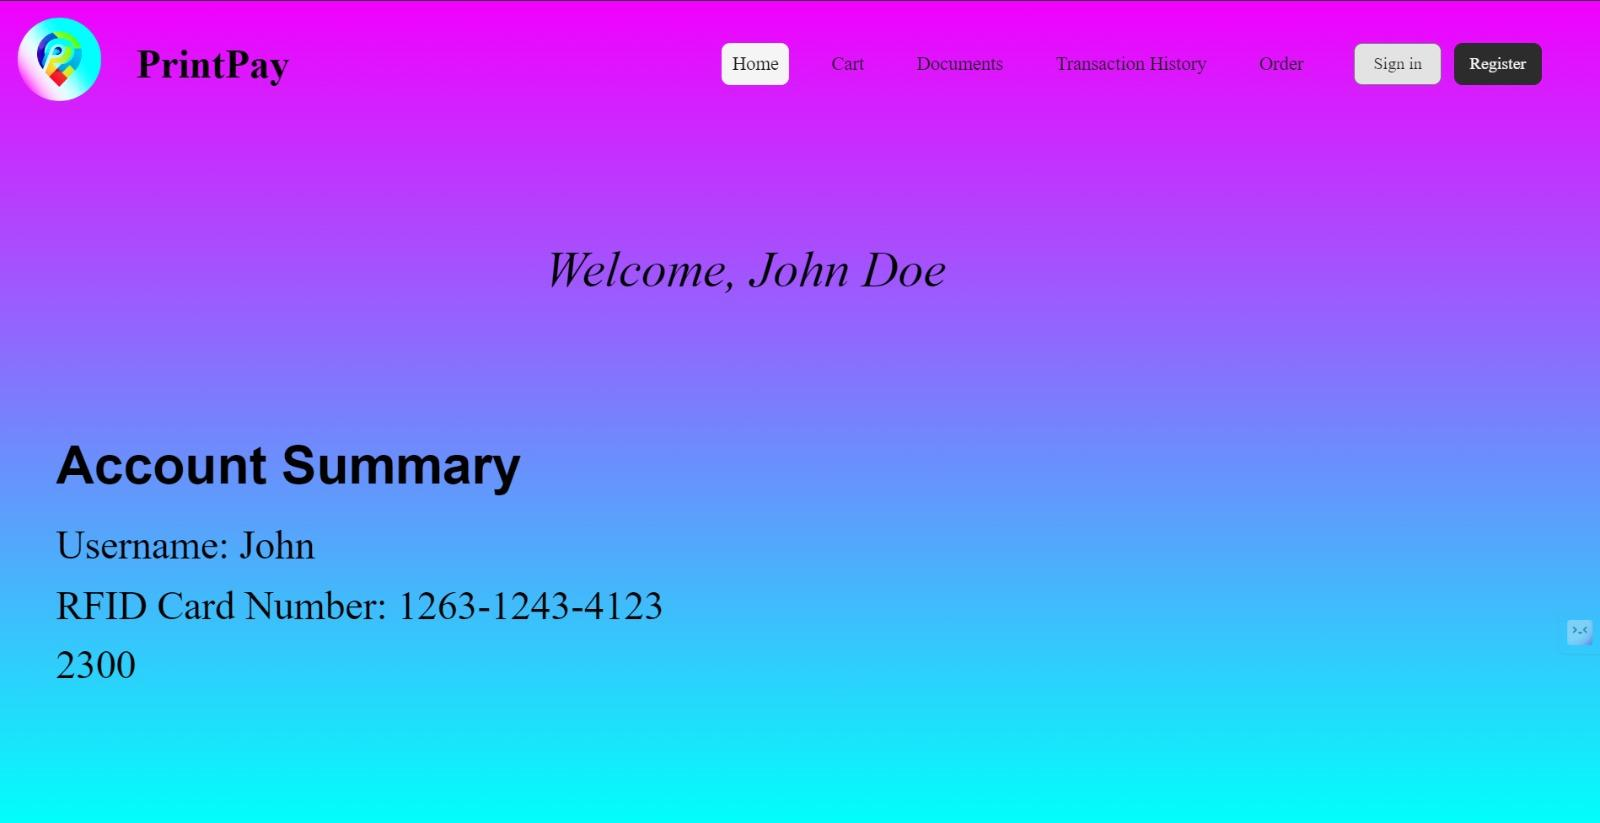 PrintPay
Home Cart Documents Transaction History Order Sign in Register
Welcome, John Doe
Account Summary
Username: John
RFID Card Number: 1263-1243-4123
2300